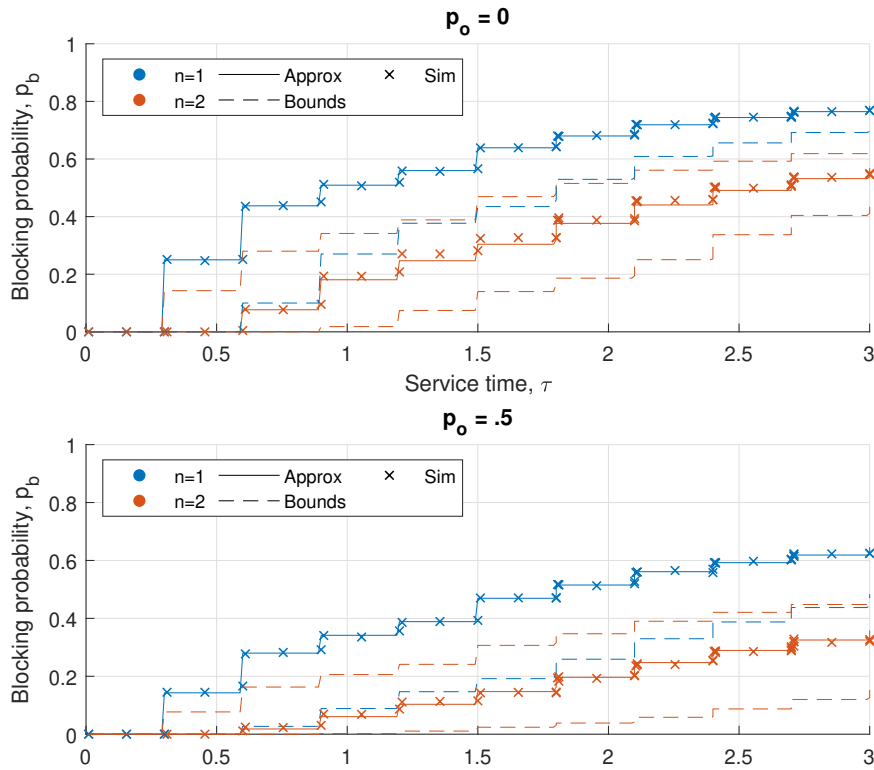 p_o = 0
1
0.8
0.6
0.4
0.2
0
Blocking probability, p_b
n=1 Approx Sim
n=2 Bounds
0 0.5 1 1.5 2 2.5 3
Service time, τ
p_o = .5
1
0.8
0.6
0.4
0.2
0
Blocking probability, p_b
n=1 Approx Sim
n=2 Bounds
0 0.5 1 1.5 2 2.5 3